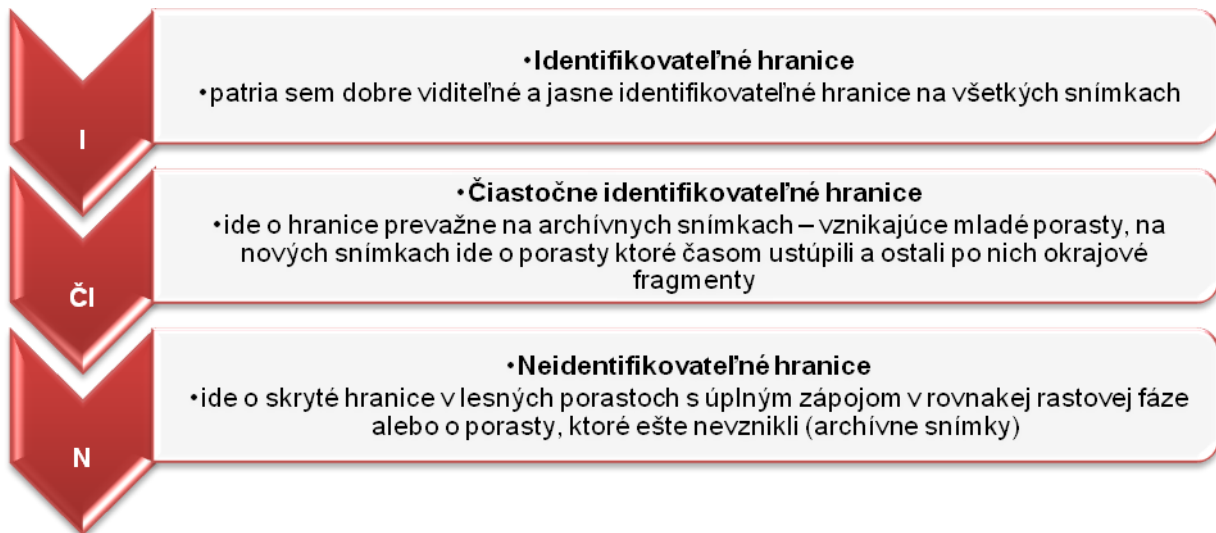 •Identifikovateľné hranice
•patria sem dobre viditeľné a jasne identifikovateľné hranice na všetkých snímkach
I
•Čiastočne identifikovateľné hranice
•ide o hranice prevažne na archívnych snímkach – vznikajúce mladé porasty, na
nových snímkach ide o porasty ktoré časom ustúpili a ostali po nich okrajové
fragmenty
ČI
•Neidentifikovateľné hranice
•ide o skryté hranice v lesných porastoch s úplným zápojom v rovnakej rastovej fáze
alebo o porasty, ktoré ešte nevznikli (archívne snímky)
N